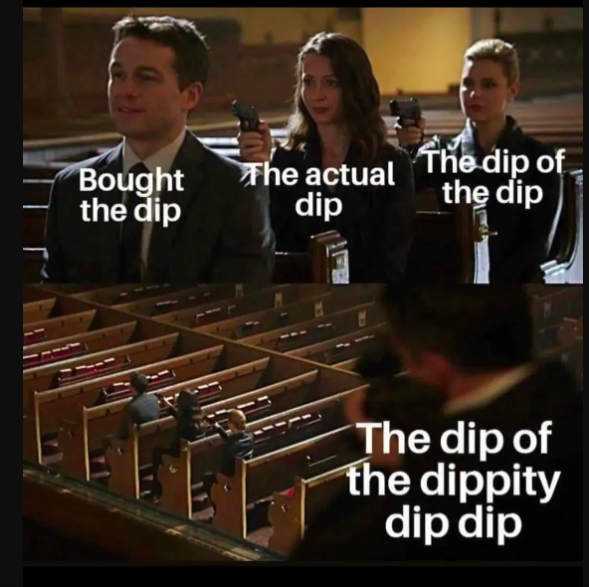 Bought
the dip
The actual
dip
The dip of
the dip
The dip of
the dippity
dip dip